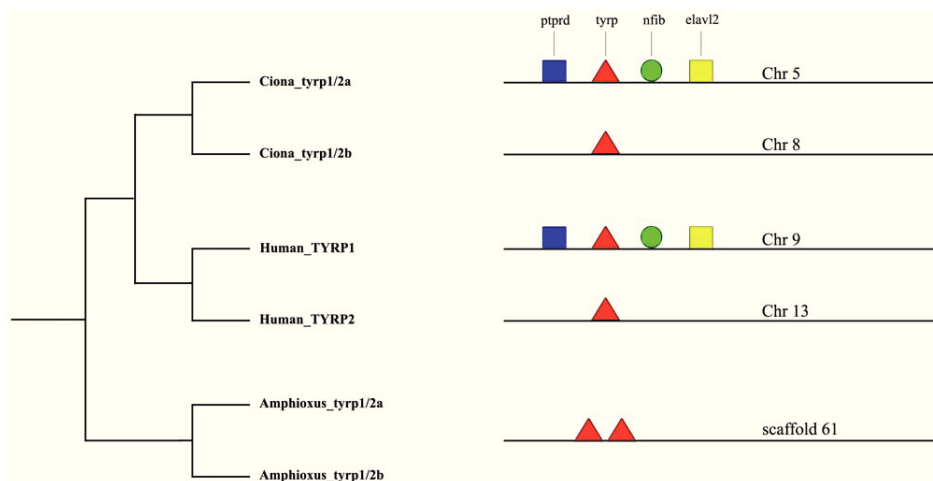 ptprd tyrp nfib elavl2
Ciona_tyrp1/2a Chr 5
Ciona_tyrp1/2b Chr 8
Human_TYRP1 Chr 9
Human_TYRP2 Chr 13
Amphioxus_tyrp1/2a
scaffold 61
Amphioxus_tyrp1/2b